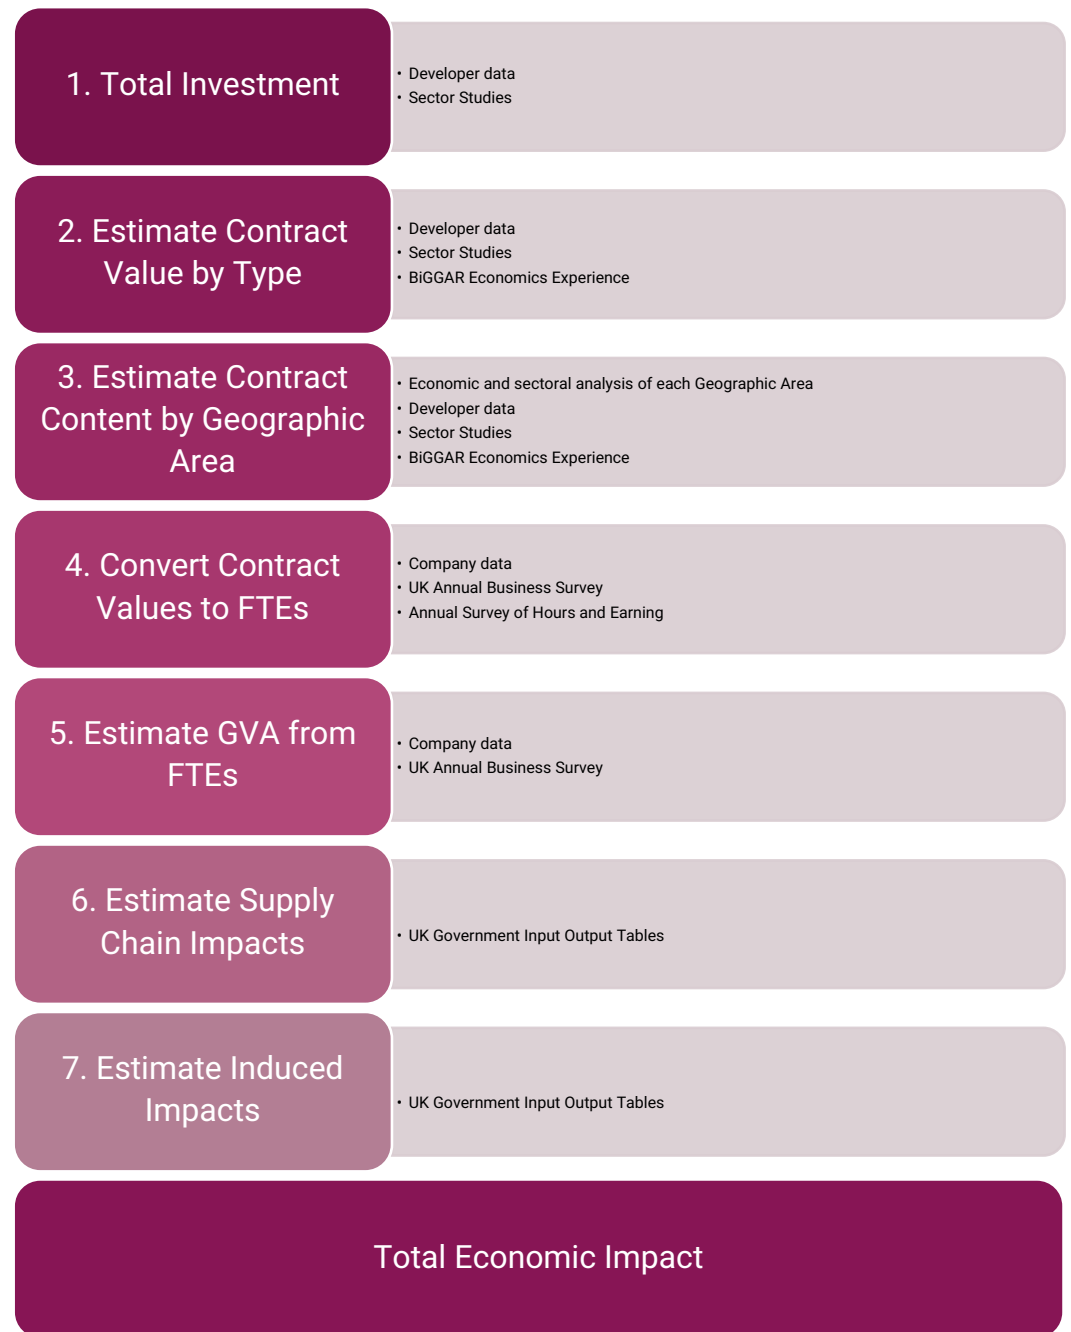 1. Total Investment
• Developer data
• Sector Studies
2. Estimate Contract
Value by Type
• Developer data
• Sector Studies
• BiGGAR Economics Experience
3. Estimate Contract
Content by Geographic
Area
• Economic and sectoral analysis of each Geographic Area
• Developer data
• Sector Studies
• BiGGAR Economics Experience
4. Convert Contract
Values to FTEs
• Company data
• UK Annual Business Survey
• Annual Survey of Hours and Earning
5. Estimate GVA from
FTEs
• Company data
• UK Annual Business Survey
6. Estimate Supply
Chain Impacts
• UK Government Input Output Tables
7. Estimate Induced
Impacts
• UK Government Input Output Tables
Total Economic Impact